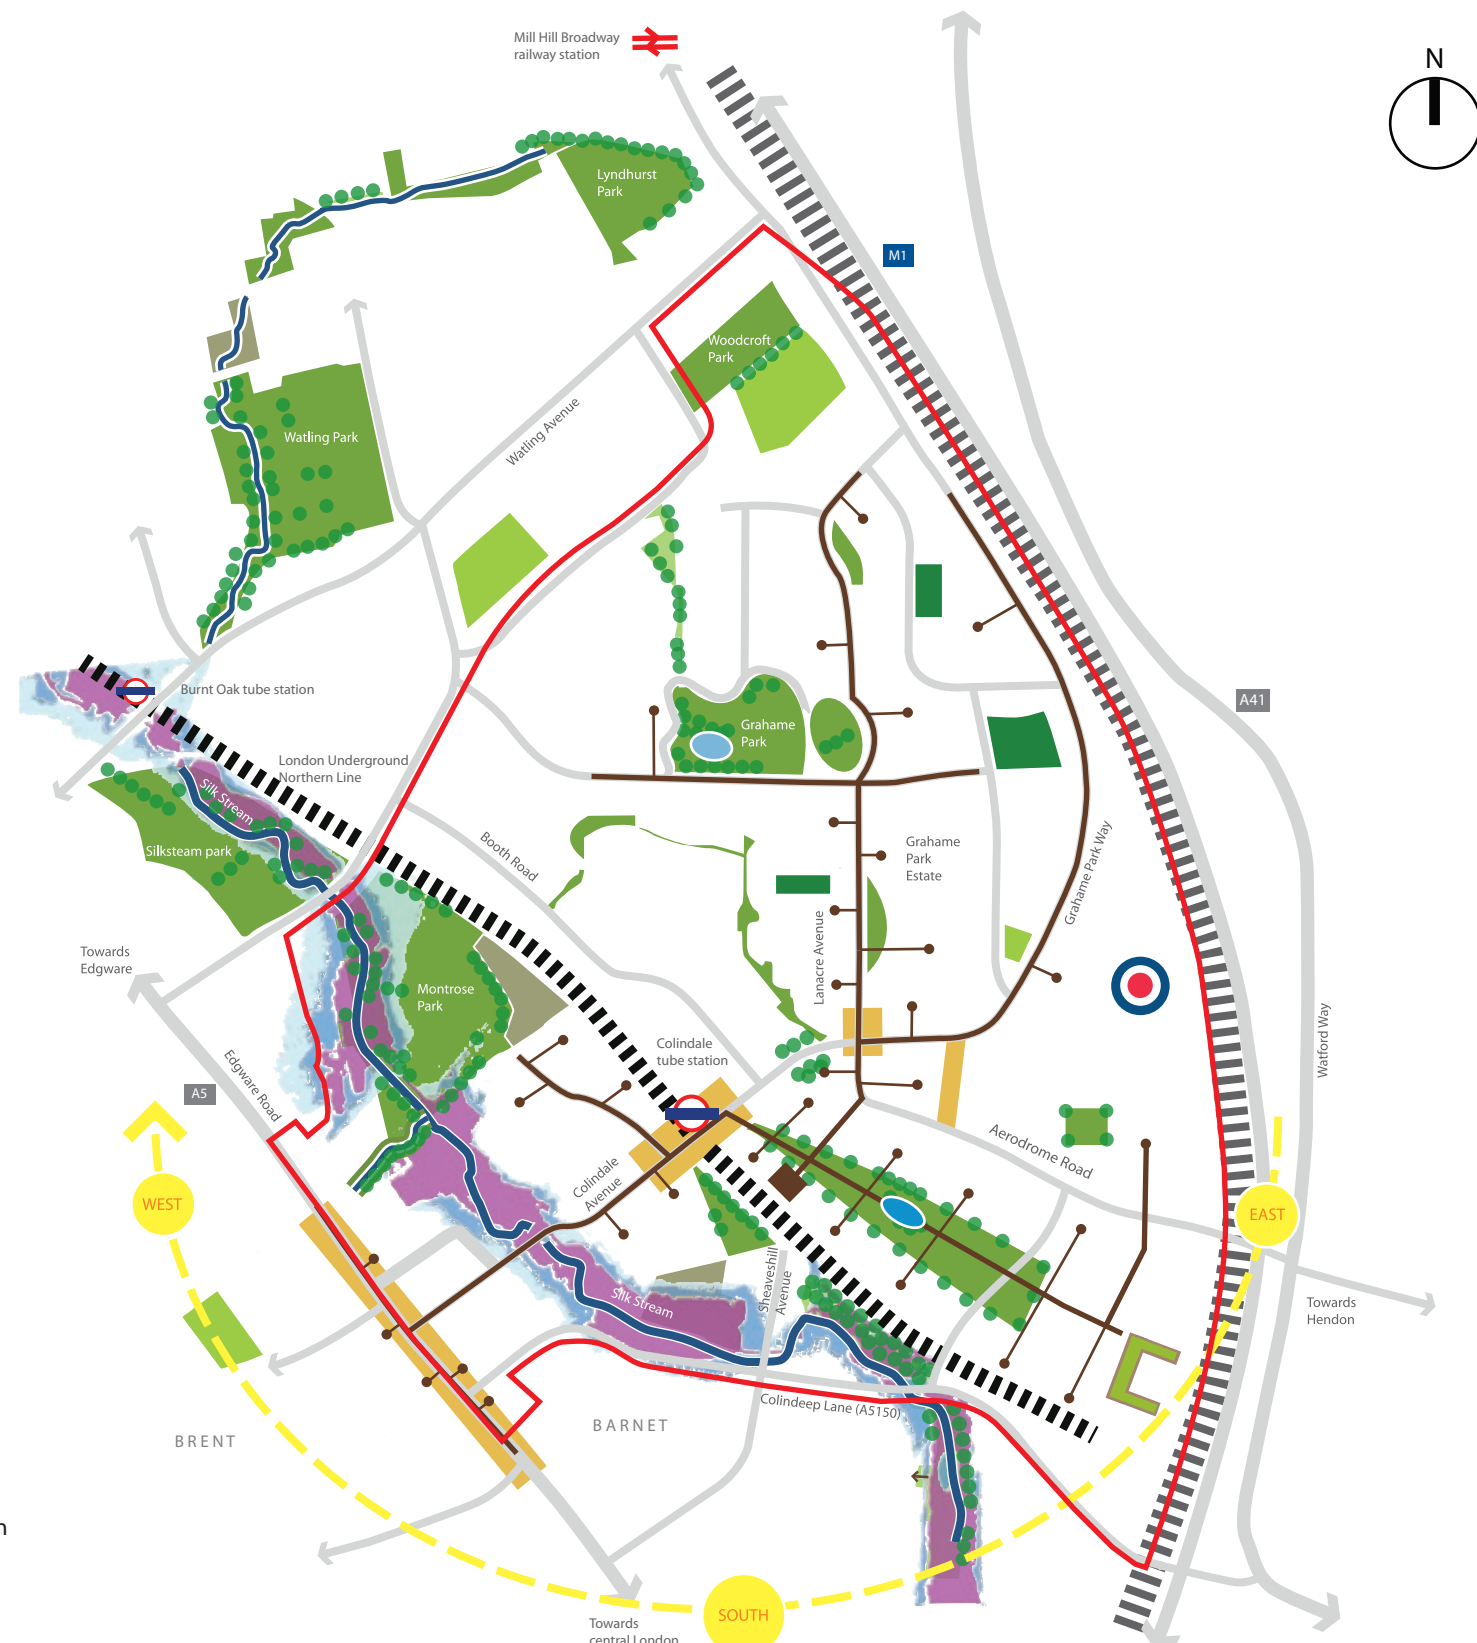 Mill Hill Broadway
railway station
N
Lyndhurst
Park
M1
Woodcroft
Park
Watling Avenue
Watling Park
Burnt Oak tube station
A41
London Underground
Northern Line
Grahame
Park
Silk Stream
Silksteam park
Booth Road
Grahame
Park
Estate
Grahame Park Way
Lanacre Avenue
Towards
Edgware
Montrose
Park
Colindale
tube station
Watford Way
A5
Edgware Road
Aerodrome Road
Colindale
Avenue
WEST
EAST
Sheaveshill
Avenue
Silk Stream
Towards
Hendon
Colindeep Lane (A5150)
BARNET
BRENT
n
SOUTH
Towards
central London